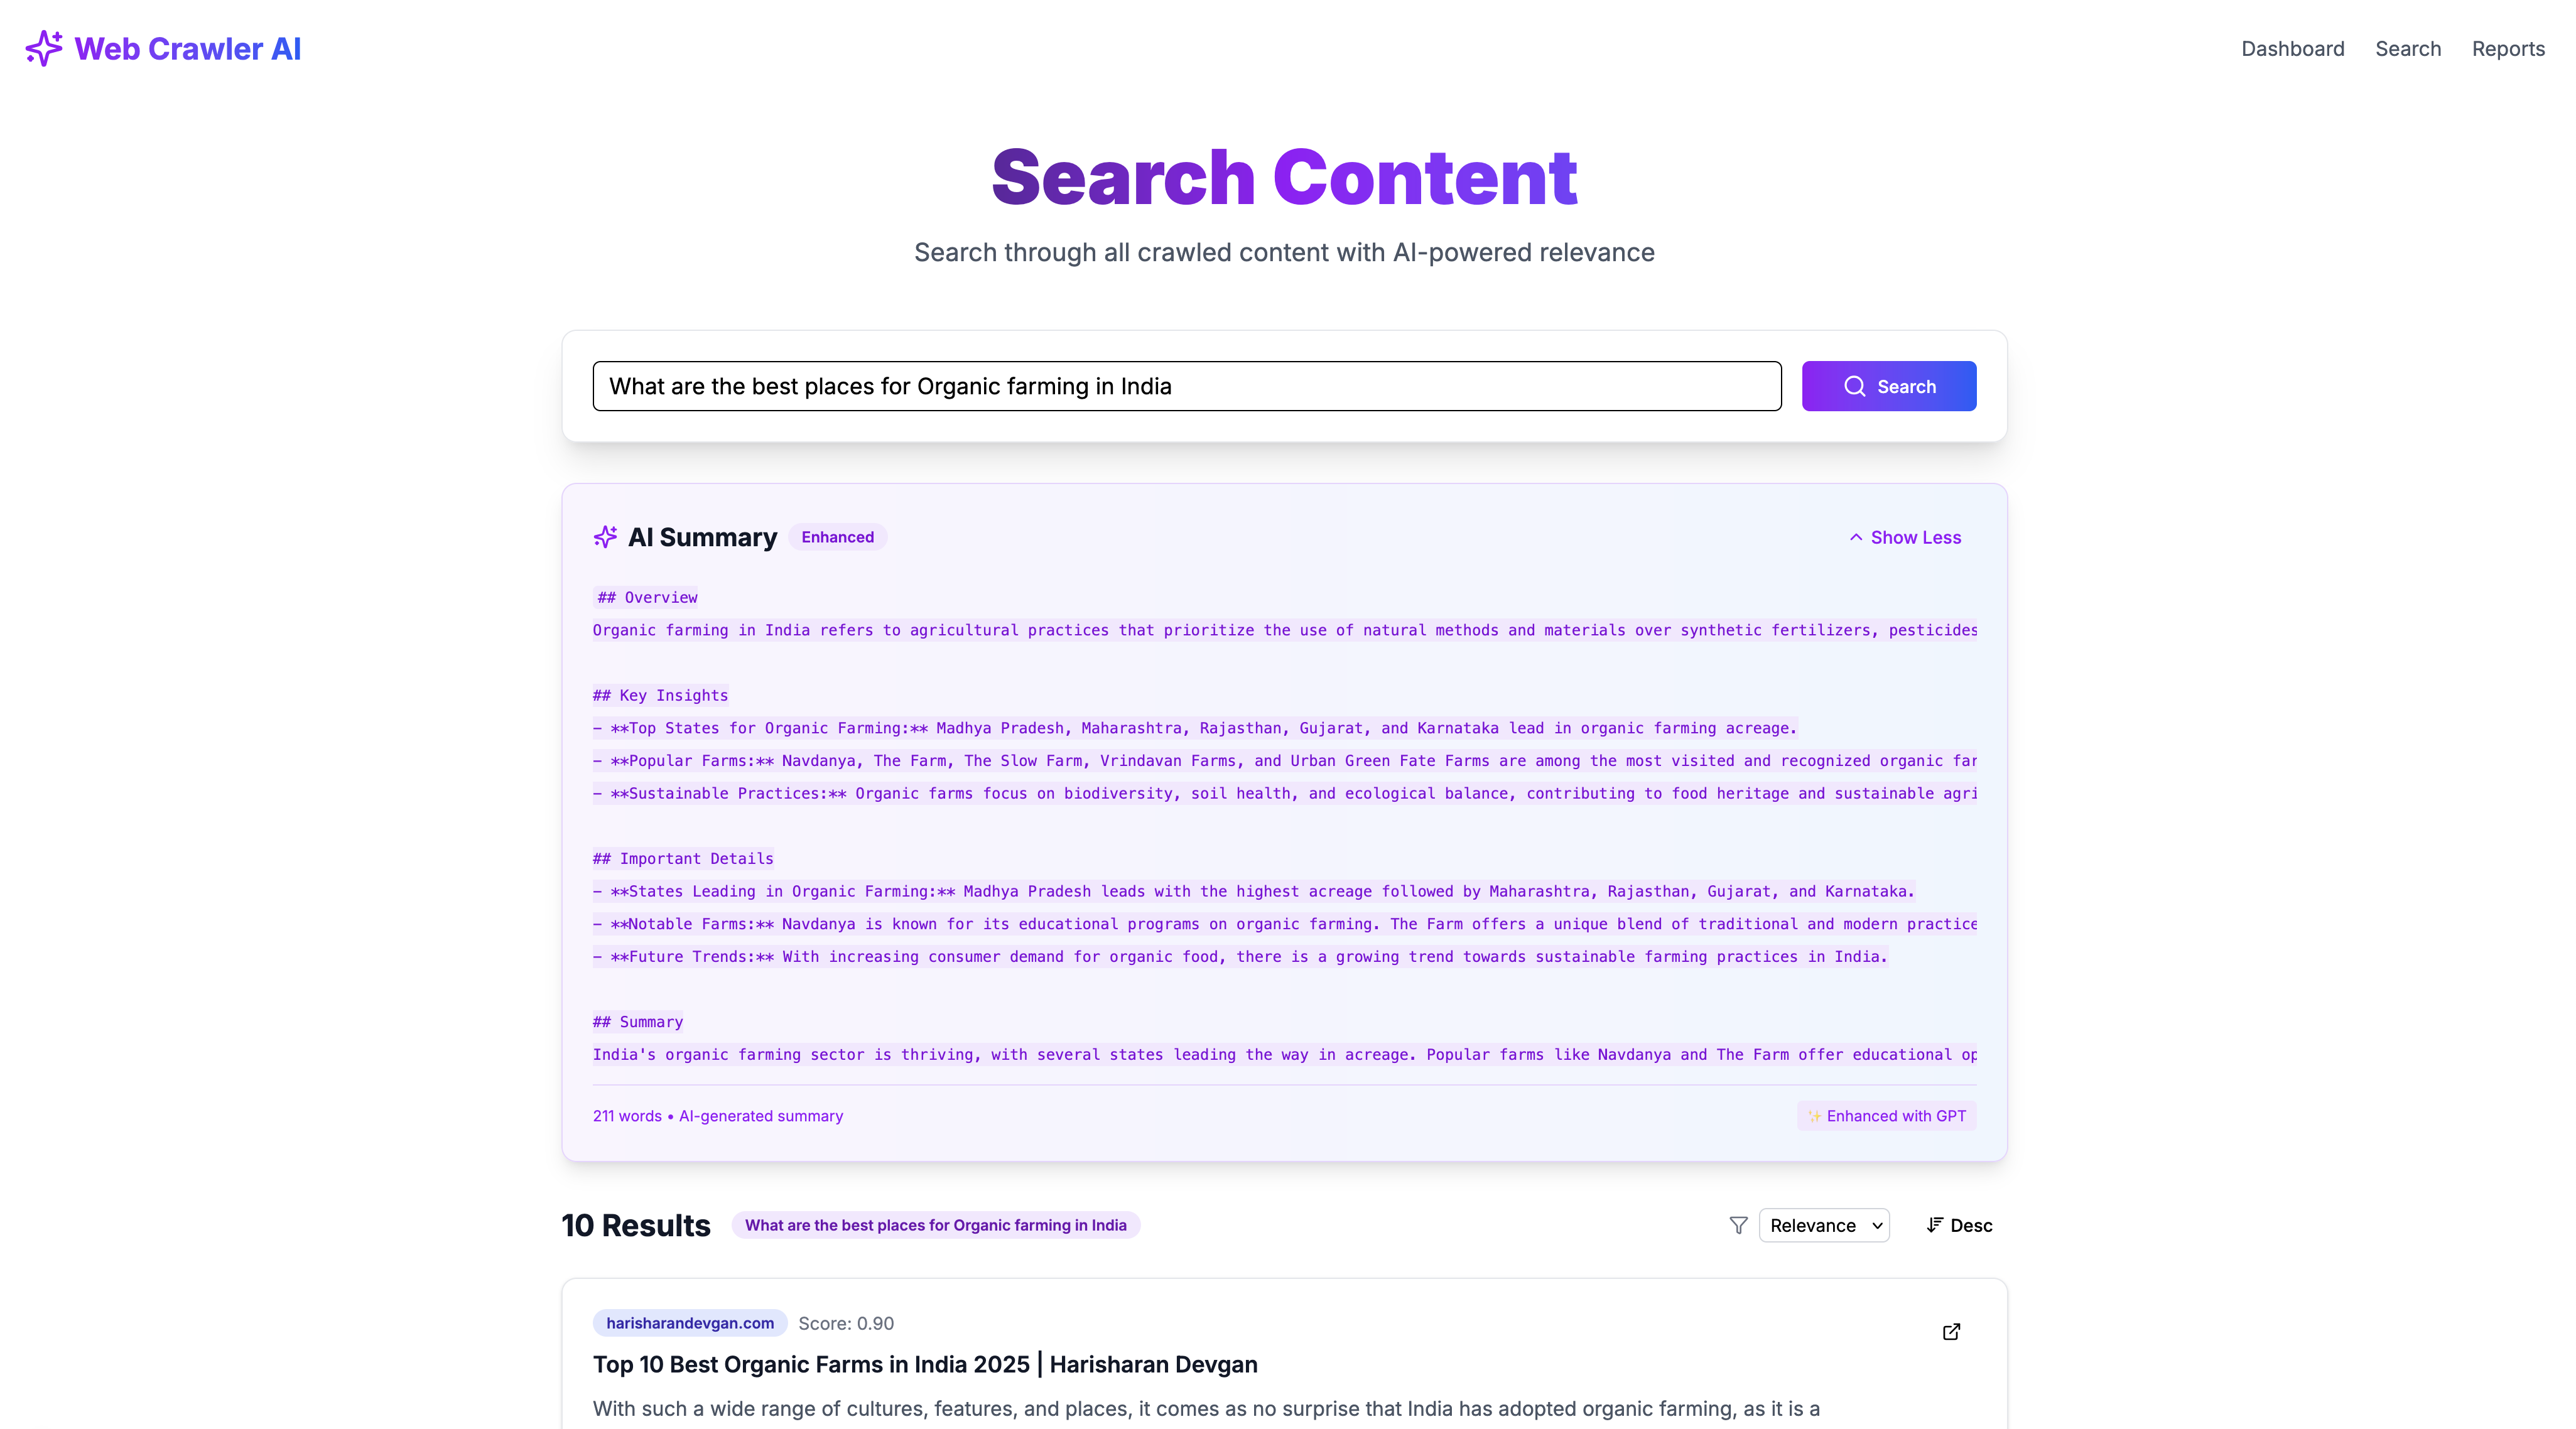 Web Crawler AI
Dashboard Search Reports
Search Content
Search through all crawled content with AI-powered relevance
What are the best places for Organic farming in India
Search
AI Summary Enhanced
Show Less
## Overview
Organic farming in India refers to agricultural practices that prioritize the use of natural methods and materials over synthetic fertilizers, pesticides
## Key Insights
- **Top States for Organic Farming:** Madhya Pradesh, Maharashtra, Rajasthan, Gujarat, and Karnataka lead in organic farming acreage.
- **Popular Farms:** Navdanya, The Farm, The Slow Farm, Vrindavan Farms, and Urban Green Fate Farms are among the most visited and recognized organic far
- **Sustainable Practices:** Organic farms focus on biodiversity, soil health, and ecological balance, contributing to food heritage and sustainable agri
## Important Details
- **States Leading in Organic Farming:** Madhya Pradesh leads with the highest acreage followed by Maharashtra, Rajasthan, Gujarat, and Karnataka.
- **Notable Farms:** Navdanya is known for its educational programs on organic farming. The Farm offers a unique blend of traditional and modern practice
- **Future Trends:** With increasing consumer demand for organic food, there is a growing trend towards sustainable farming practices in India.
## Summary
India's organic farming sector is thriving, with several states leading the way in acreage. Popular farms like Navdanya and The Farm offer educational op
211 words • AI-generated summary
✨ Enhanced with GPT
10 Results What are the best places for Organic farming in India
Relevance Desc
harisharandevgan.com Score: 0.90
Top 10 Best Organic Farms in India 2025 | Harisharan Devgan
With such a wide range of cultures, features, and places, it comes as no surprise that India has adopted organic farming, as it is a